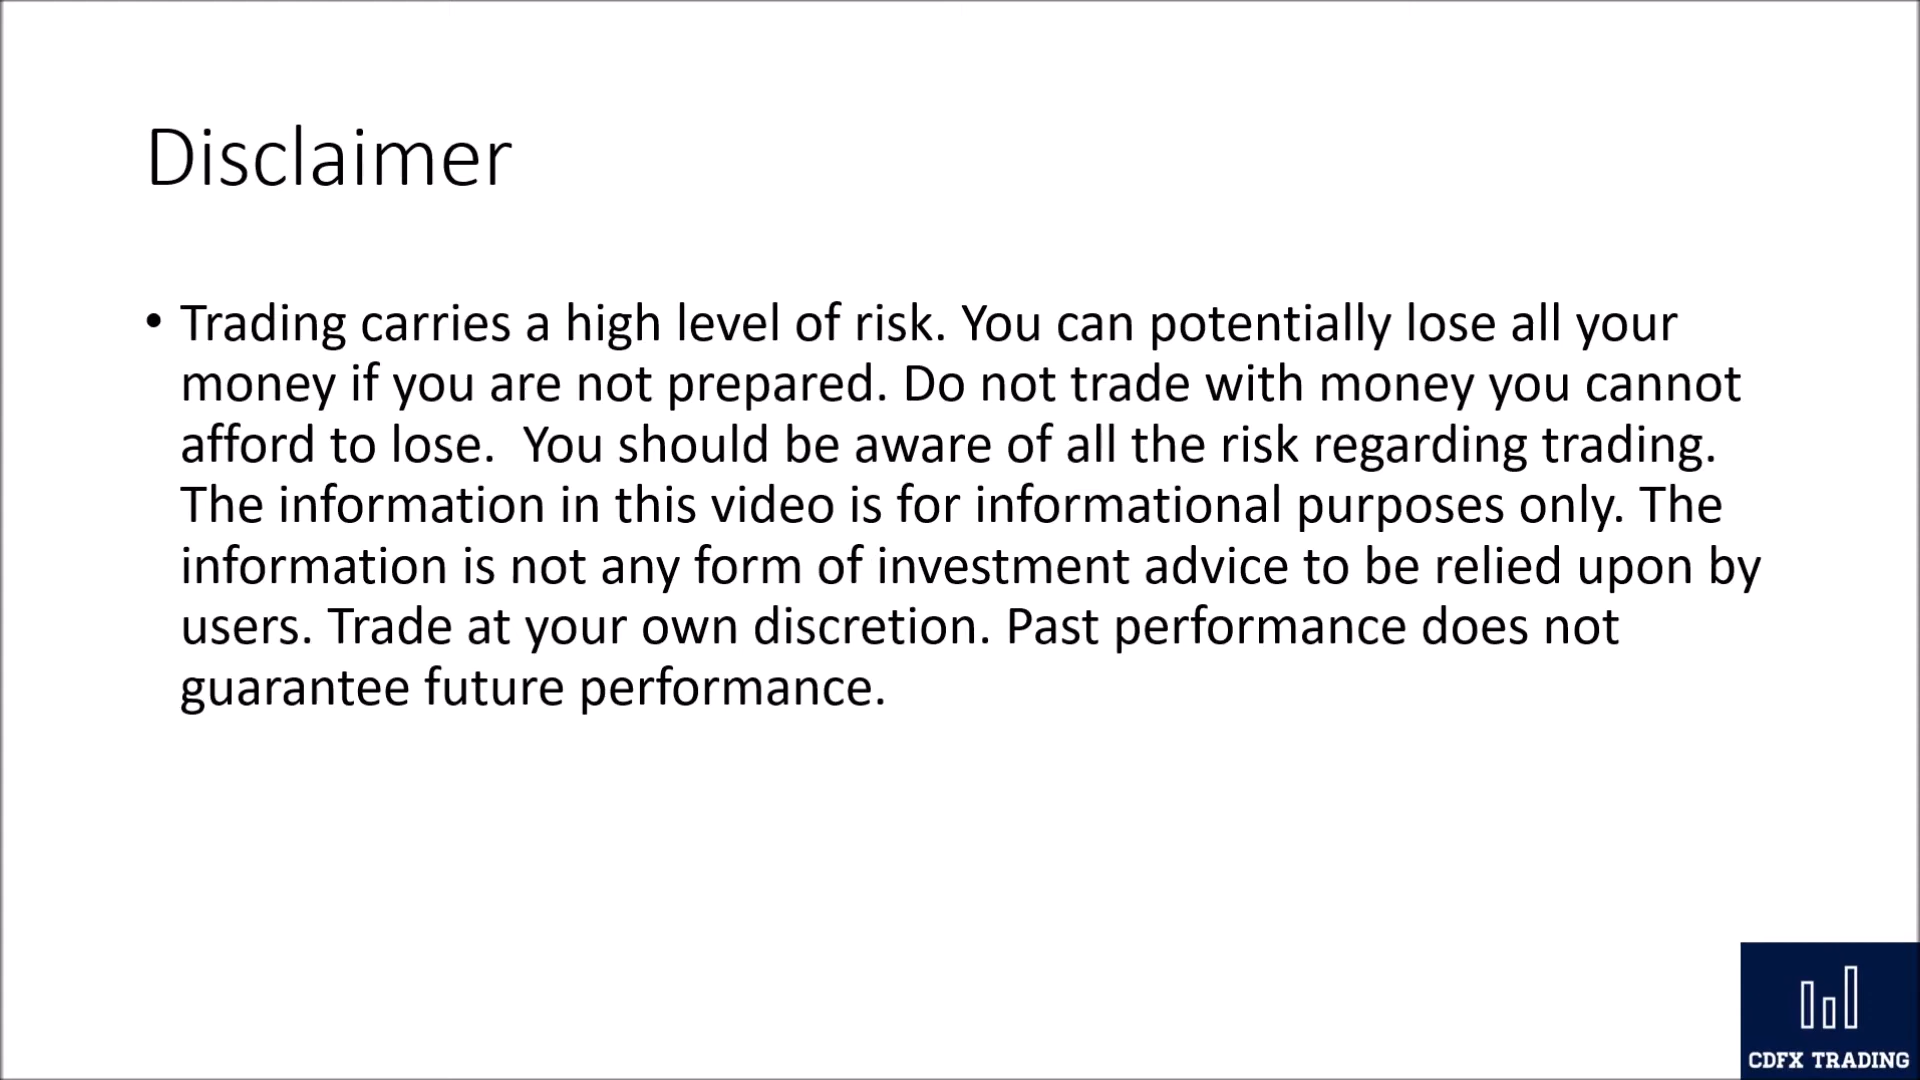 Disclaimer
• Trading carries a high level of risk. You can potentially lose all your
money if you are not prepared. Do not trade with money you cannot
afford to lose.  You should be aware of all the risk regarding trading.
The information in this video is for informational purposes only. The
information is not any form of investment advice to be relied upon by
users. Trade at your own discretion. Past performance does not
guarantee future performance.
CDFX TRADING